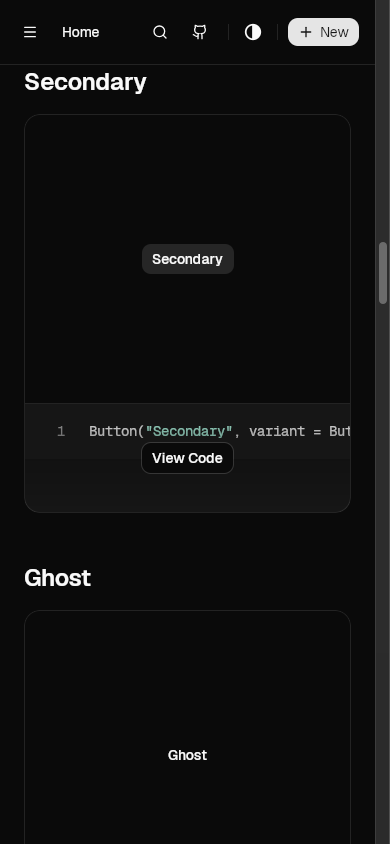 Home
New
Secondary
Secondary
1 Button("Secondary", variant = But
View Code
Ghost
Ghost